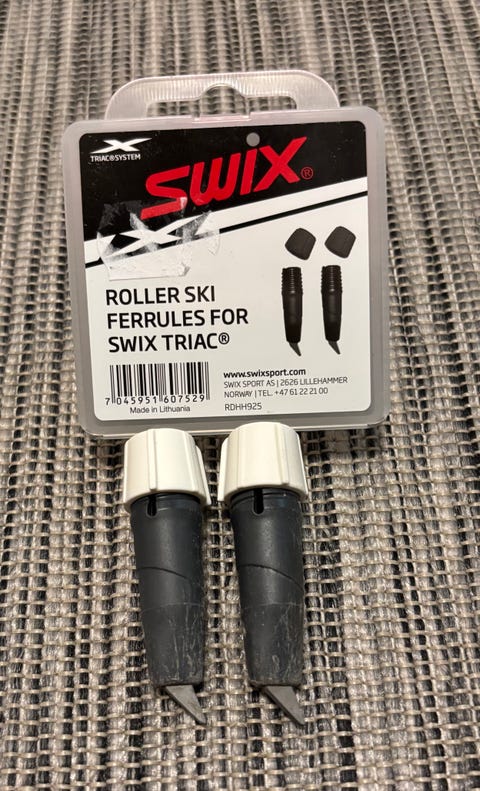 TRIAC®SYSTEM
SWIX®
ROLLER SKI
FERRULES FOR
SWIX TRIAC®
www.swixsport.com
SWIX SPORT AS | 2626 LILLEHAMMER
NORWAY | TEL. +47 61 22 21 00
RDHH925
7 045951 607529
Made in Lithuania